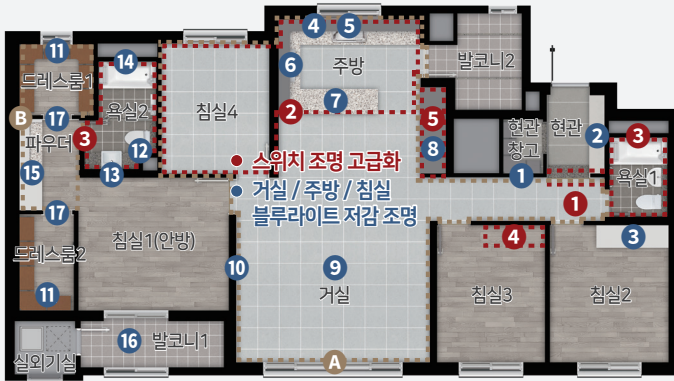 4 5
11
14
드레스룸1
6 주방
발코니2
욕실2
침실4
7
B 17 3
2
5
현관
현관
창고
2
3
파우더
12
8
욕실1
● 스위치 조명 고급화
15 13
1
● 거실 / 주방 / 침실
블루라이트 저감 조명
1
17
4 3
드레스룸2
침실1(안방)
10 9
거실
침실3
침실2
11
16 발코니1
실외기실
A